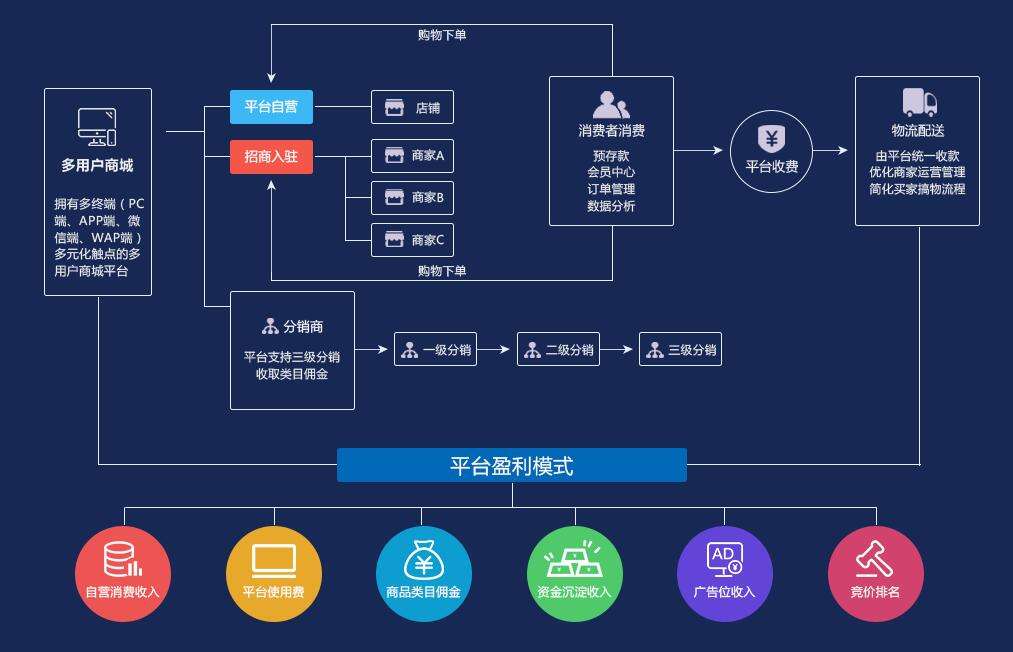 购物下单
多用户商城
拥有多终端（PC
端、APP端、微
信端、WAP端）
多元化触点的多
用户商城平台
平台自营
店铺
招商入驻
商家A
商家B
商家C
购物下单
消费者消费
预存款
会员中心
订单管理
数据分析
¥
平台收费
物流配送
由平台统一收款
优化商家运营管理
简化买家搞物流程
分销商
平台支持三级分销
收取类目佣金
一级分销
二级分销
三级分销
平台盈利模式
自营消费收入
平台使用费
¥
商品类目佣金
资金沉淀收入
AD
¥
广告位收入
竞价排名